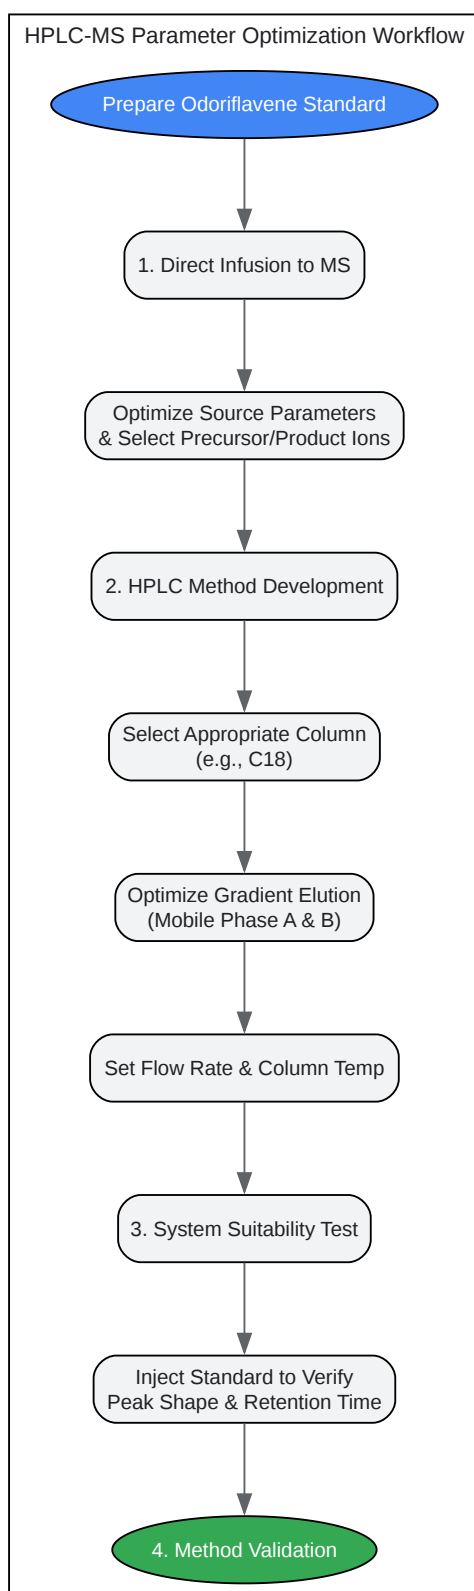 HPLC-MS Parameter Optimization Workflow
Prepare Odoriflavene Standard
1. Direct Infusion to MS
Optimize Source Parameters
& Select Precursor/Product Ions
2. HPLC Method Development
Select Appropriate Column
(e.g., C18)
Optimize Gradient Elution
(Mobile Phase A & B)
Set Flow Rate & Column Temp
3. System Suitability Test
Inject Standard to Verify
Peak Shape & Retention Time
4. Method Validation